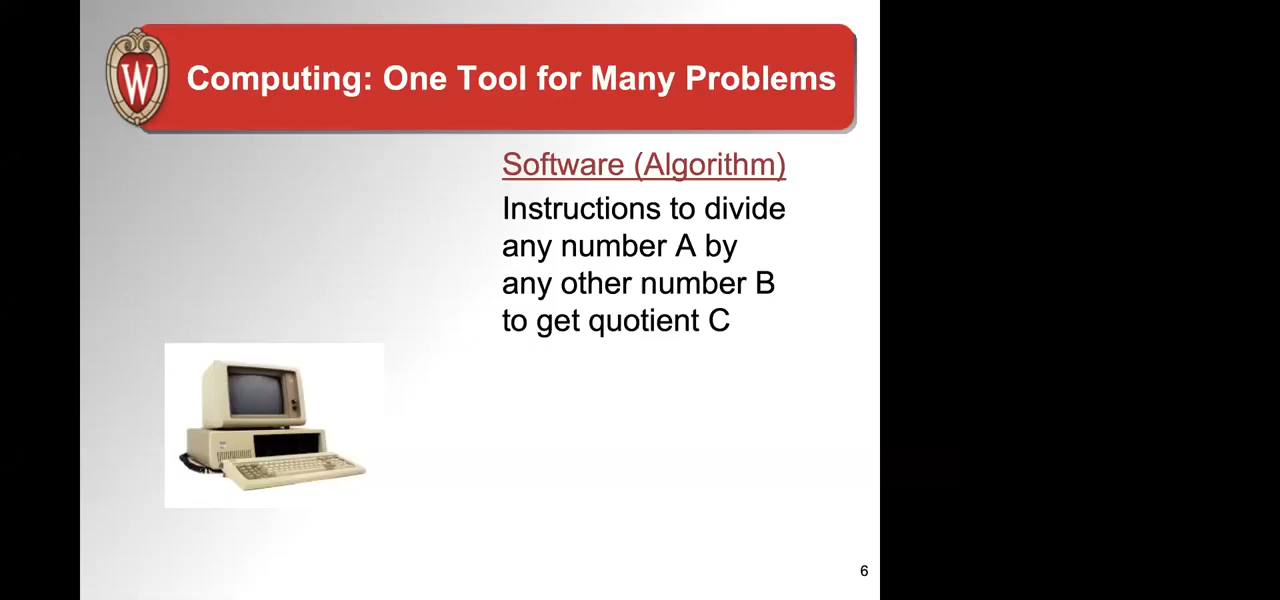 W
Computing: One Tool for Many Problems
Software (Algorithm)
Instructions to divide
any number A by
any other number B
to get quotient C
6